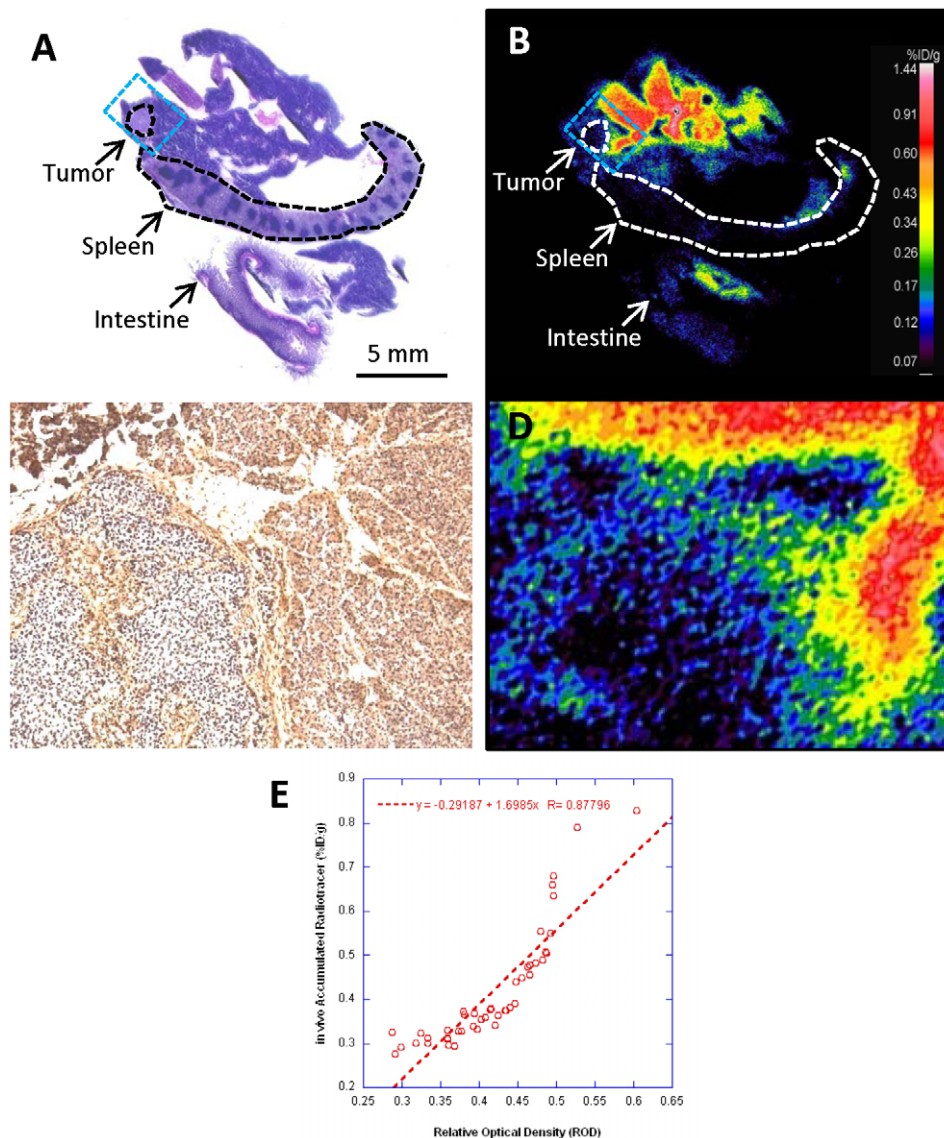 A
Tumor
Spleen
Intestine
5 mm
B
%ID/g
1.44
0.91
0.60
0.43
0.34
0.26
0.17
0.12
0.07
Tumor
Spleen
Intestine
D
E
y = -0.29187 + 1.6985x R= 0.87796
0.9
0.8
0.7
0.6
0.5
0.4
0.3
0.2
in vivo Accumulated Radiotracer (%ID/g)
0.25 0.3 0.35 0.4 0.45 0.5 0.55 0.6 0.65
Relative Optical Density (ROD)